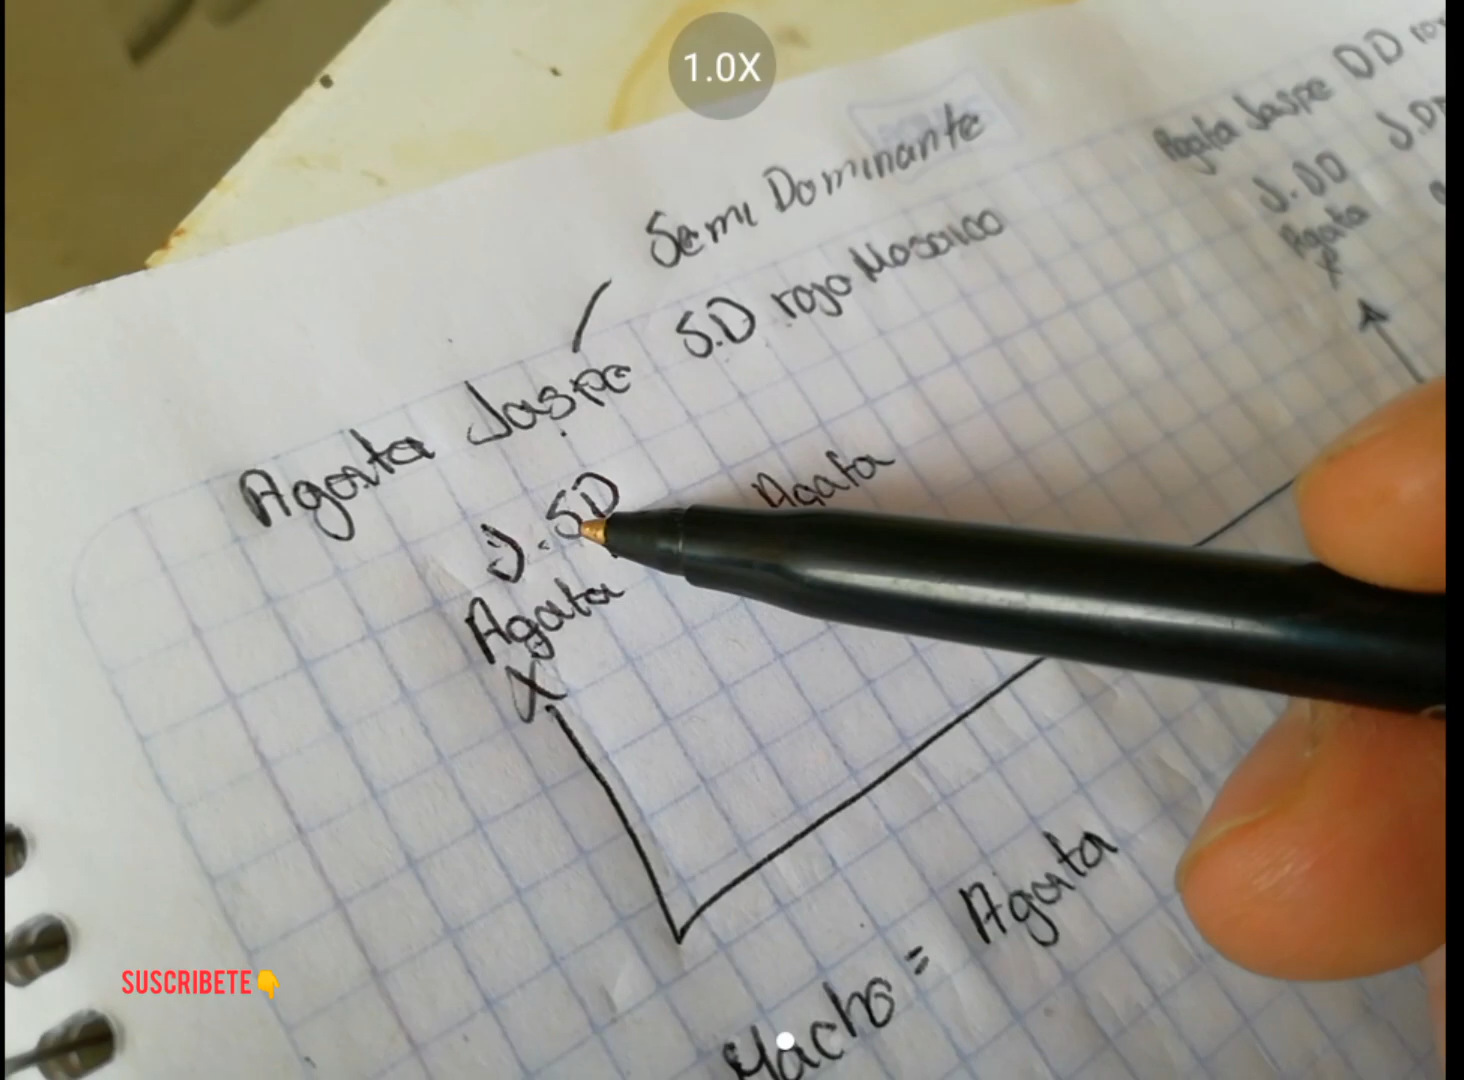 1.0X
Semi Dominante
Agata Jaspe S.D rojo Mosaico
J.SD
Agata
Agata
X
Agata Jaspe DD
J.DD J.DD
Agata
X
Macho = Agata
SUSCRIBETE👇